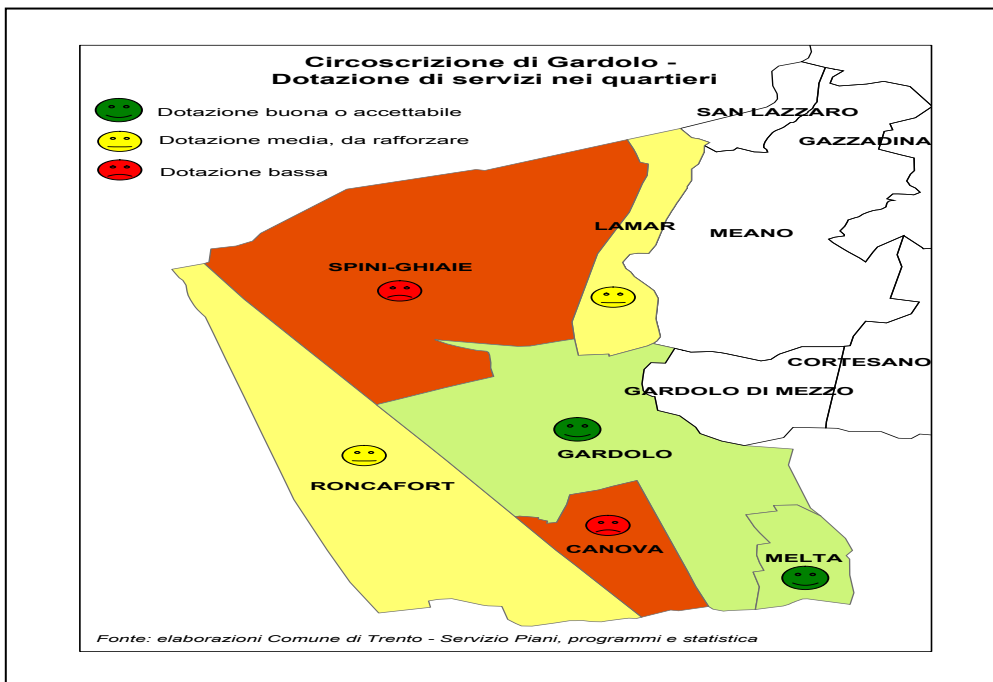 Circoscrizione di Gardolo -
Dotazione di servizi nei quartieri
Dotazione buona o accettabile
Dotazione media, da rafforzare
Dotazione bassa
SAN LAZZARO
GAZZADINA
LAMAR
MEANO
SPINI-GHIAIE
CORTESANO
GARDOLO DI MEZZO
GARDOLO
RONCAFORT
CANOVA
MELTA
Fonte: elaborazioni Comune di Trento - Servizio Piani, programmi e statistica